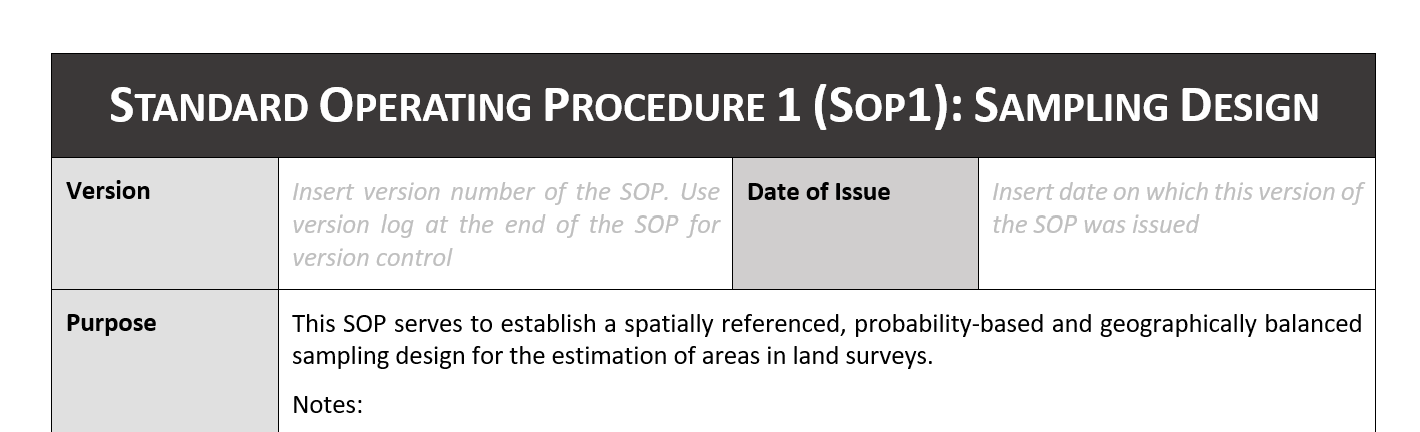 STANDARD OPERATING PROCEDURE 1 (SOP1): SAMPLING DESIGN
Version
Insert version number of the SOP. Use
version log at the end of the SOP for
version control
Date of Issue
Insert date on which this version of
the SOP was issued
Purpose
This SOP serves to establish a spatially referenced, probability-based and geographically balanced
sampling design for the estimation of areas in land surveys.
Notes: